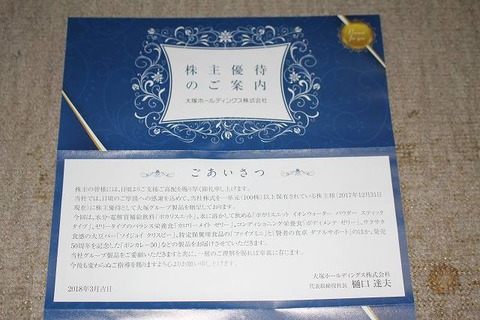 株主優待
のご案内
大塚ホールディングス株式会社
ごあいさつ
株主の皆様には、日頃よりご支援ご高配を賜り厚く御礼申し上げます。
当社では、日頃のご厚援への感謝を込めて、当社株式を一単元(100株)以上保有されている株主様(2017年12月31日
現在)に株主優待として大塚グループ製品を贈呈しております。
今回は、水分・電解質補給飲料「ポカリスエット」、水に溶かして飲める「ポカリスエット イオンウォーター パウダー スティック
タイプ」、ゼリータイプのバランス栄養食「カロリーメイト ゼリー」、コンディショニング栄養食「ボディメンテ ゼリー」、サクサク
食感の大豆バー「ソイジョイ クリスピー」、特定保健用食品の「ファイブミニ」「賢者の食卓 ダブルサポート」のほか、発売
50周年を記念した「ボンカレー50」などの製品をお届けさせていただきます。
当社グループ製品をご愛顧いただきますと共に、一層のご理解を賜れば幸甚に存じます。
今後も変わらぬご指導を賜りますよう心よりお願い申し上げます。
大塚ホールディングス株式会社
2018年3月吉日
代表取締役社長 樋口 達夫